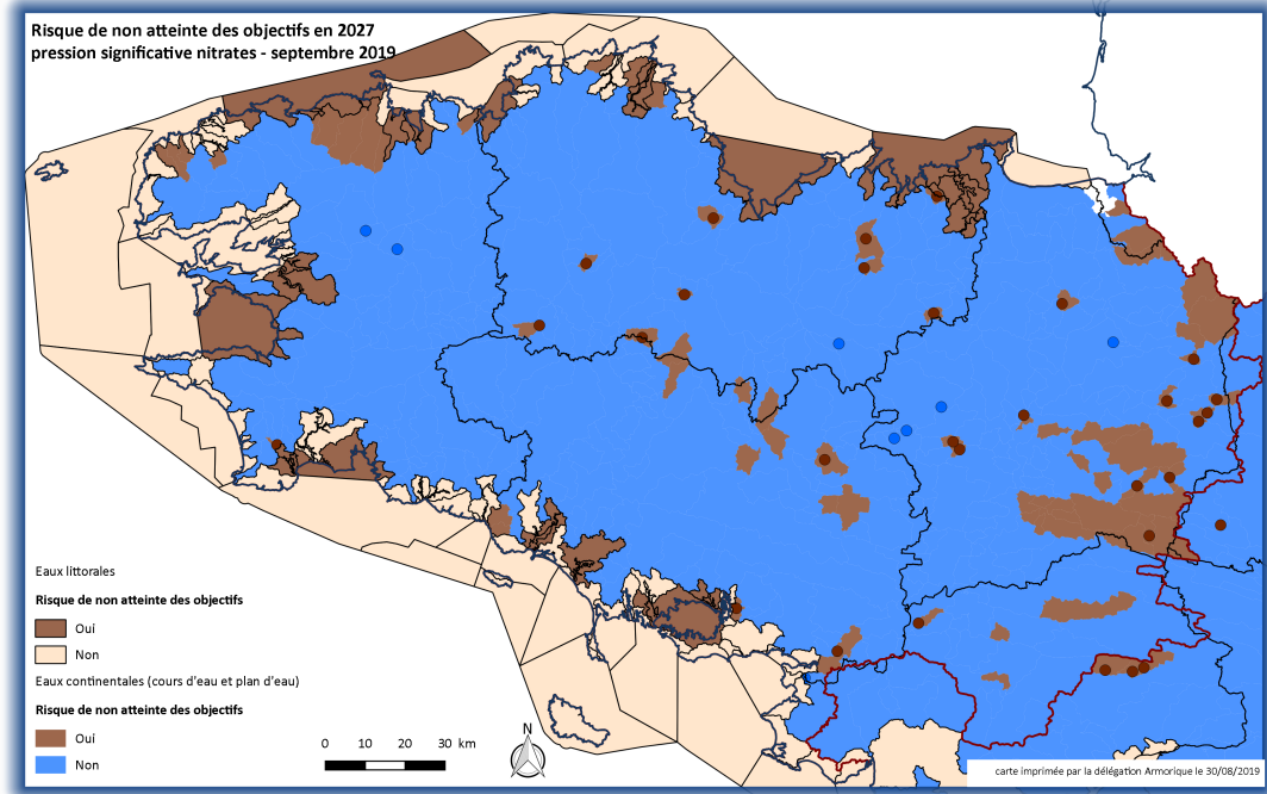 Risque de non atteinte des objectifs en 2027
pression significative nitrates - septembre 2019
Eaux littorales
Risque de non atteinte des objectifs
Oui
Non
Eaux continentales (cours d'eau et plan d'eau)
Risque de non atteinte des objectifs
Oui
Non
0 10 20 30 km
N
carte imprimée par la délégation Armorique le 30/08/2019